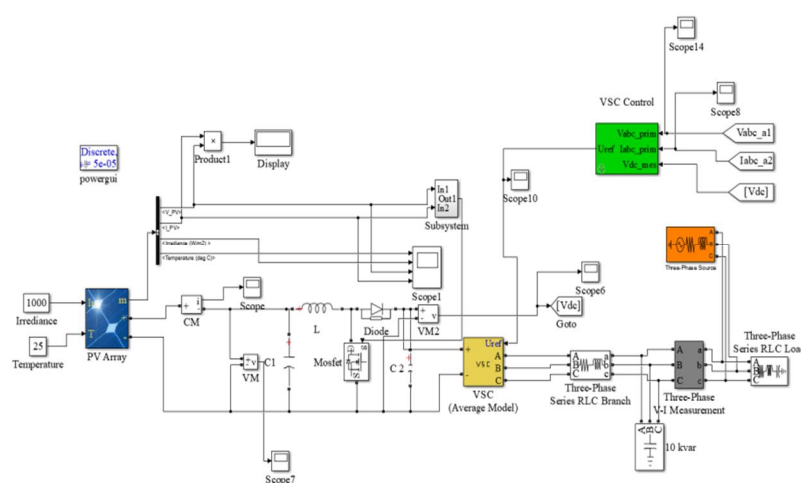 Scope14
VSC Control
Scope8
Vabc_prim
Uref Iabc_prim
Vdc_mes
Vabc_a1
Iabc_a2
[Vdc]
Discrete,
5e-05
powergui
×
Product1
Display
In1
Out1
In2
Subsystem
Scope10
<V_PV>
<I_PV>
<Irradiance (W/m2) >
<Temperature (deg C)>
Scope1
A
B
C
Three-Phase Source
1000
Irrediance
25
Temperature
m
+
T
-
PV Array
+ i
CM
Scope
L
Diode
+ v
-
VM2
[Vdc]
Goto
Scope6
+ v
-
VM
C1
Mosfet
C 2
Uref
+
-
VSC
A
B
C
VSC
(Average Model)
A a
B b
C c
Three-Phase
Series RLC Branch
A a
B b
C c
Three-Phase
V-I Measurement
Three-Phase
Series RLC Loa
A
B
C
A B C
10 kvar
Scope7